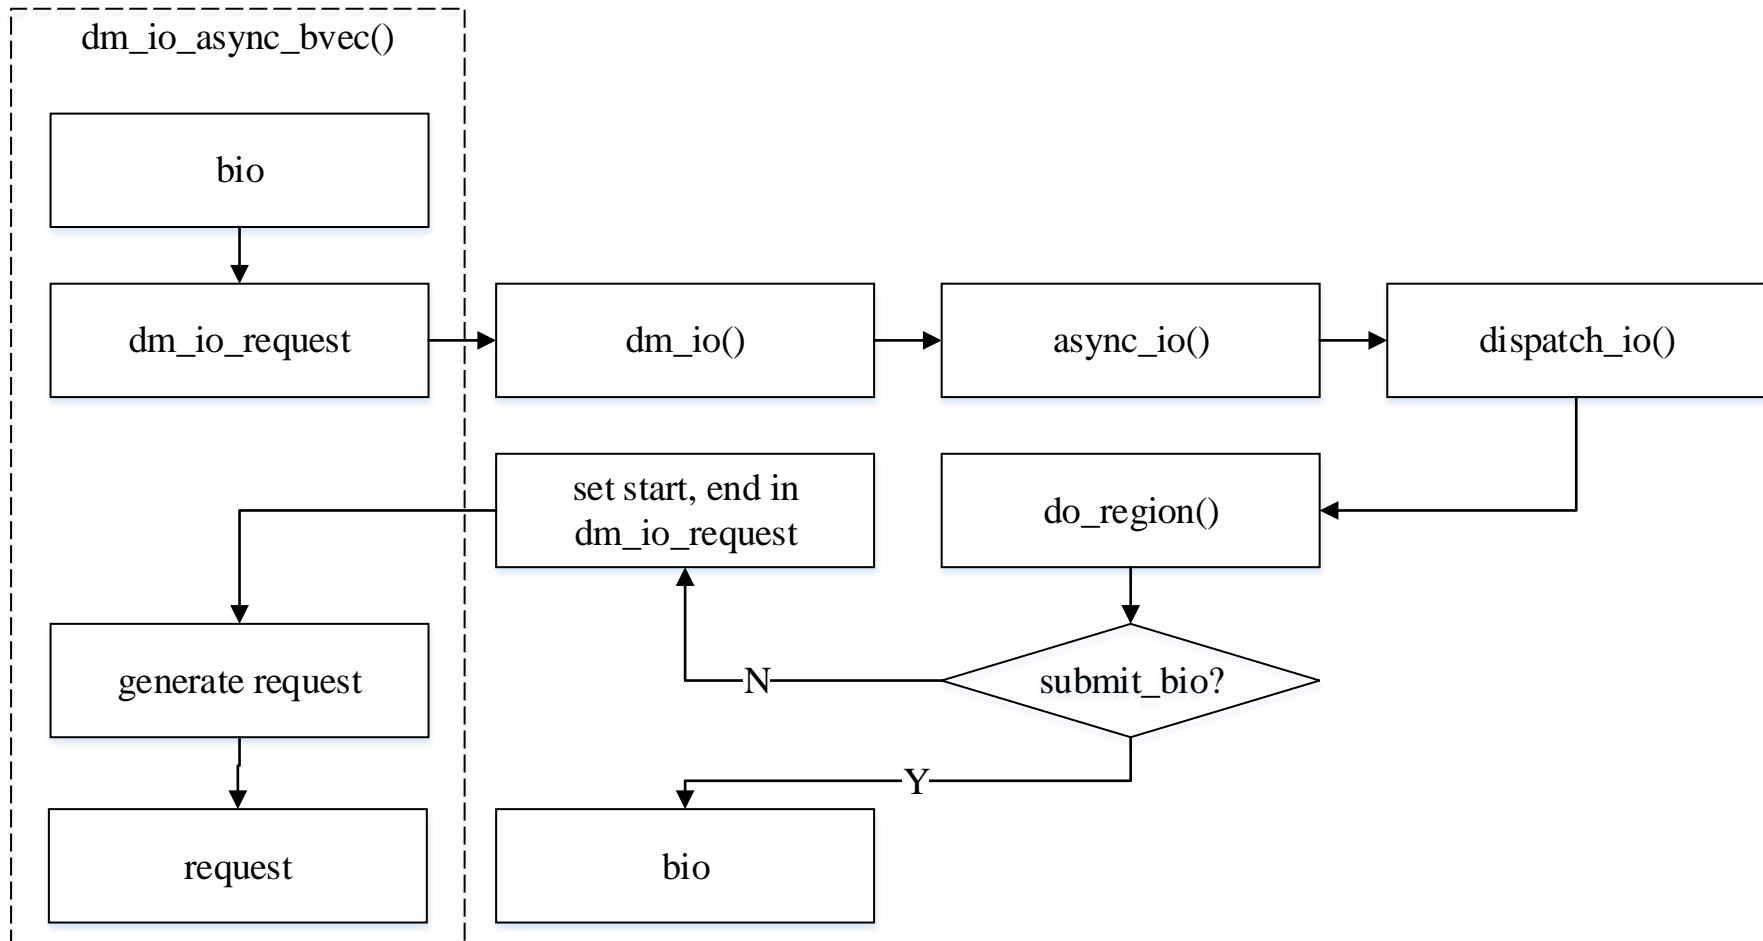 dm_io_async_bvec()
bio
dm_io_request
dm_io()
async_io()
dispatch_io()
set start, end in
dm_io_request
do_region()
generate request
N
submit_bio?
Y
request
bio